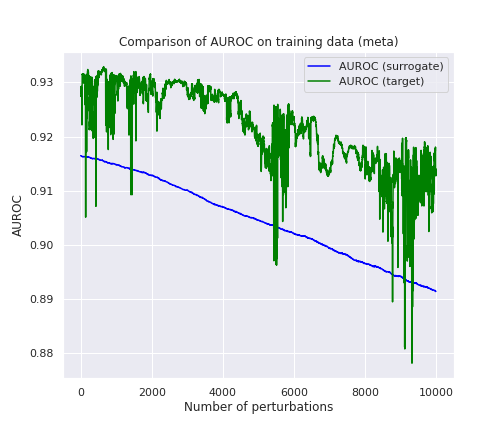 Comparison of AUROC on training data (meta)
AUROC (surrogate)
AUROC (target)
0.93
0.92
0.91
0.90
0.89
0.88
AUROC
0 2000 4000 6000 8000 10000
Number of perturbations